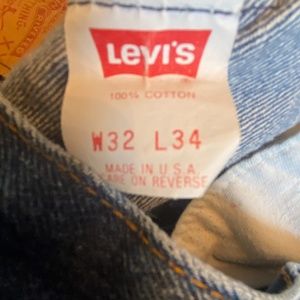 Levi's
100% COTTON
W32 L34
MADE IN U.S.A.
CARE ON REVERSE